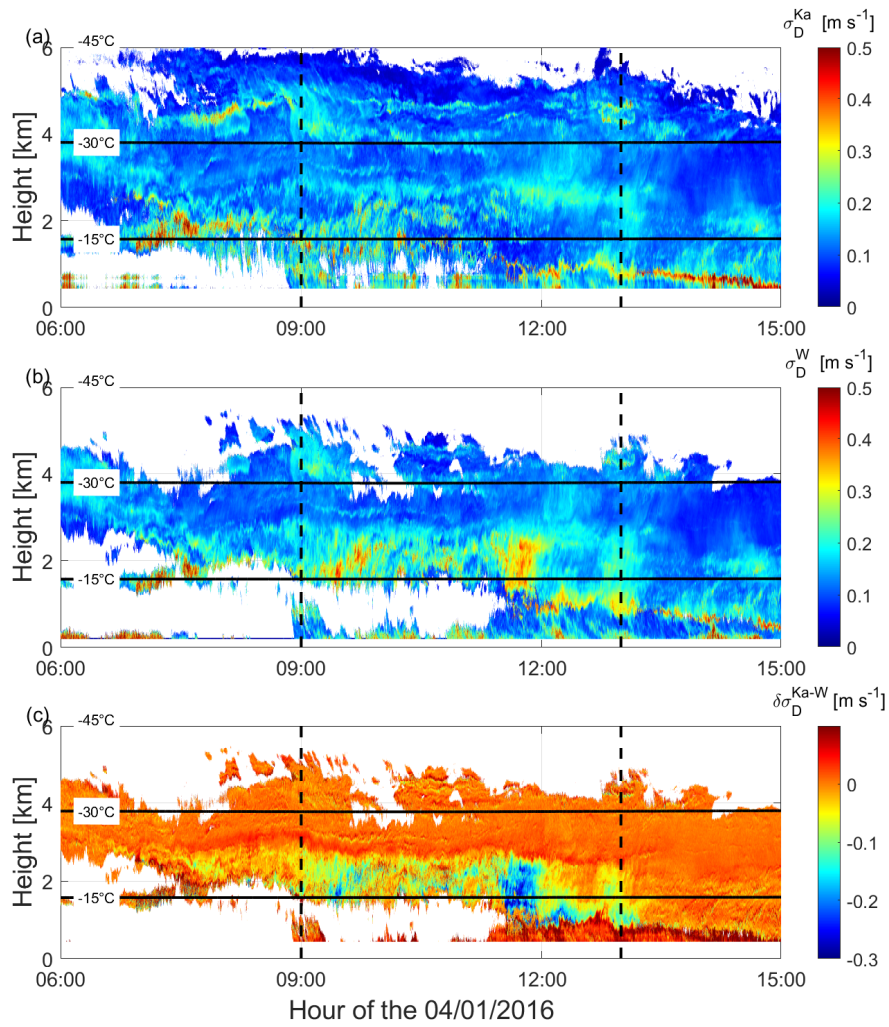 (a)
-45°C
σ_D^Ka [m s⁻¹]
6
4
2
0
Height [km]
-30°C
-15°C
06:00 09:00 12:00 15:00
0.5
0.4
0.3
0.2
0.1
0
(b)
-45°C
σ_D^W [m s⁻¹]
6
4
2
0
Height [km]
-30°C
-15°C
06:00 09:00 12:00 15:00
0.5
0.4
0.3
0.2
0.1
0
(c)
-45°C
δσ_D^Ka-W [m s⁻¹]
6
4
2
0
Height [km]
-30°C
-15°C
06:00 09:00 12:00 15:00
0
-0.1
-0.2
-0.3
Hour of the 04/01/2016